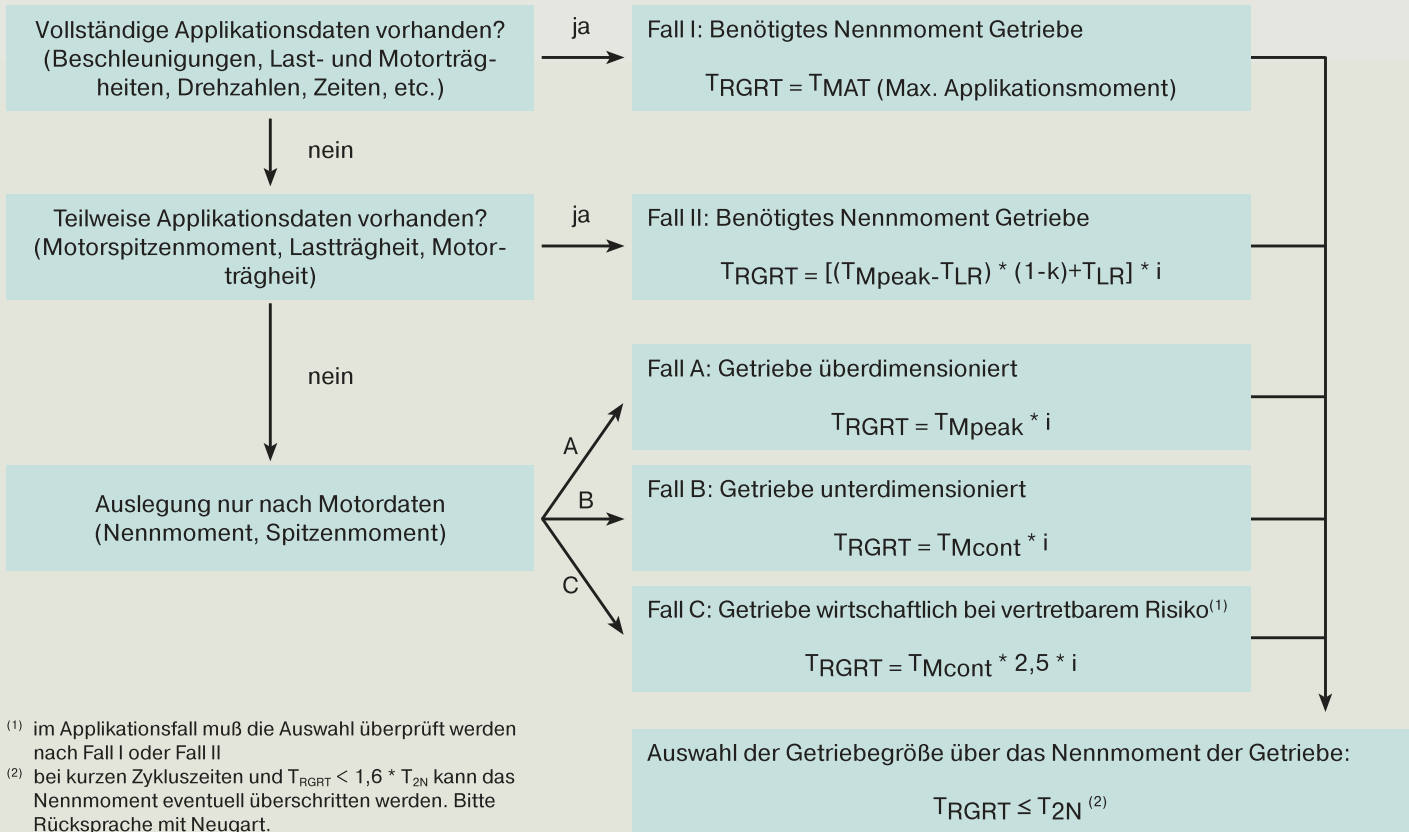 Vollständige Applikationsdaten vorhanden?
(Beschleunigungen, Last- und Motorträg-
heiten, Drehzahlen, Zeiten, etc.)
ja
Fall I: Benötigtes Nennmoment Getriebe
TRGRT = TMAT (Max. Applikationsmoment)
nein
Teilweise Applikationsdaten vorhanden?
(Motorspitzenmoment, Lastträgheit, Motor-
trägheit)
ja
Fall II: Benötigtes Nennmoment Getriebe
TRGRT = [(TMpeak-TLR) * (1-k)+TLR] * i
nein
Auslegung nur nach Motordaten
(Nennmoment, Spitzenmoment)
A
Fall A: Getriebe überdimensioniert
TRGRT = TMpeak * i
B
Fall B: Getriebe unterdimensioniert
TRGRT = TMcont * i
C
Fall C: Getriebe wirtschaftlich bei vertretbarem Risiko(1)
TRGRT = TMcont * 2,5 * i
(1) im Applikationsfall muß die Auswahl überprüft werden
nach Fall I oder Fall II
(2) bei kurzen Zykluszeiten und TRGRT < 1,6 * T2N kann das
Nennmoment eventuell überschritten werden. Bitte
Rücksprache mit Neugart.
Auswahl der Getriebegröße über das Nennmoment der Getriebe:
TRGRT ≤ T2N (2)